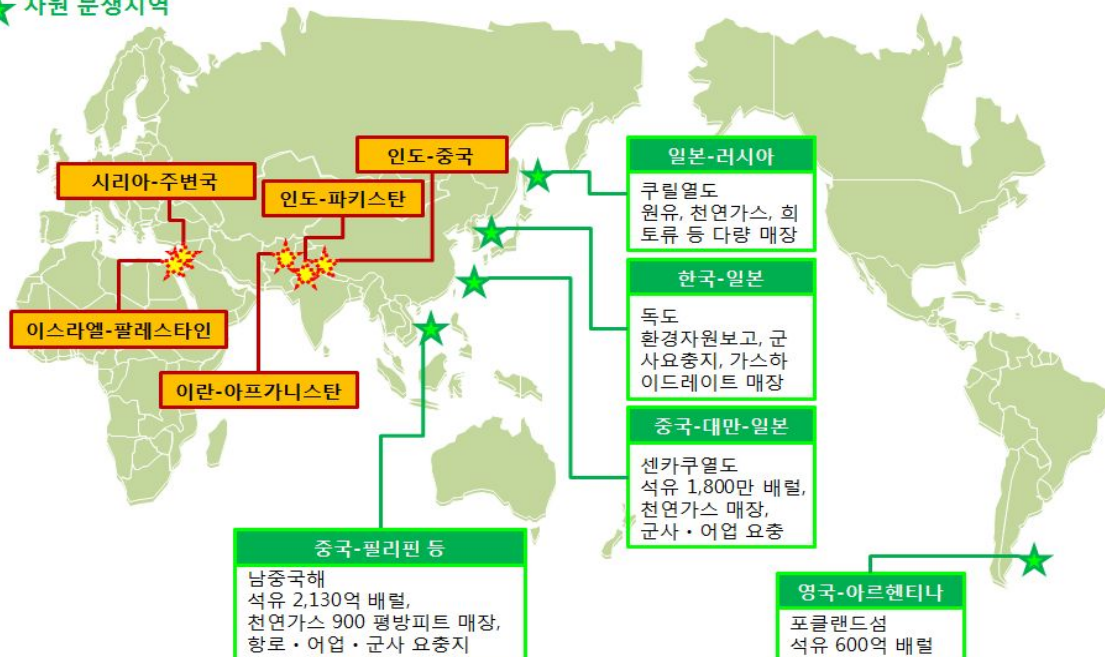 자원 분쟁지역
인도-중국
시리아-주변국
인도-파키스탄
이스라엘-팔레스타인
이란-아프가니스탄
일본-러시아
쿠릴열도
원유, 천연가스, 희
토류 등 다량 매장
한국-일본
독도
환경자원보고, 군
사요충지, 가스하
이드레이트 매장
중국-대만-일본
센카쿠열도
석유 1,800만 배럴,
천연가스 매장,
군사・어업 요충
중국-필리핀 등
남중국해
석유 2,130억 배럴,
천연가스 900 평방피트 매장,
항로・어업・군사 요충지
영국-아르헨티나
포클랜드섬
석유 600억 배럴